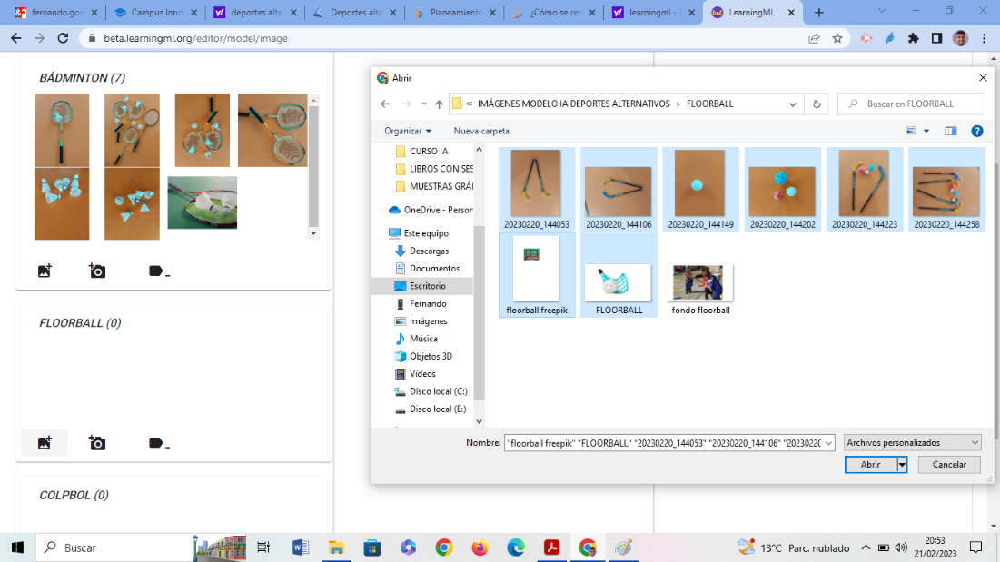 fernando.gom
Campus Inno
deportes alte
Deportes alte
Planeamiento
¿Cómo se red
learningml -
LearningML
beta.learningml.org/editor/model/image
BÁDMINTON (7)
FLOORBALL (0)
COLPBOL (0)
Abrir
« IMÁGENES MODELO IA DEPORTES ALTERNATIVOS › FLOORBALL
Buscar en FLOORBALL
Organizar
Nueva carpeta
CURSO IA
LIBROS CON SES
MUESTRAS GRÁ
OneDrive - Person
Este equipo
Descargas
Documentos
Escritorio
Fernando
Imágenes
Música
Objetos 3D
Vídeos
Disco local (C:)
Disco local (E:)
20230220_144053
20230220_144106
20230220_144149
20230220_144202
20230220_144223
20230220_144258
floorball freepik
FLOORBALL
fondo floorball
Nombre:
"floorball freepik" "FLOORBALL" "20230220_144053" "20230220_144106" "2023022
Archivos personalizados
Abrir
Cancelar
Buscar
13°C Parc. nublado
20:53
21/02/2023